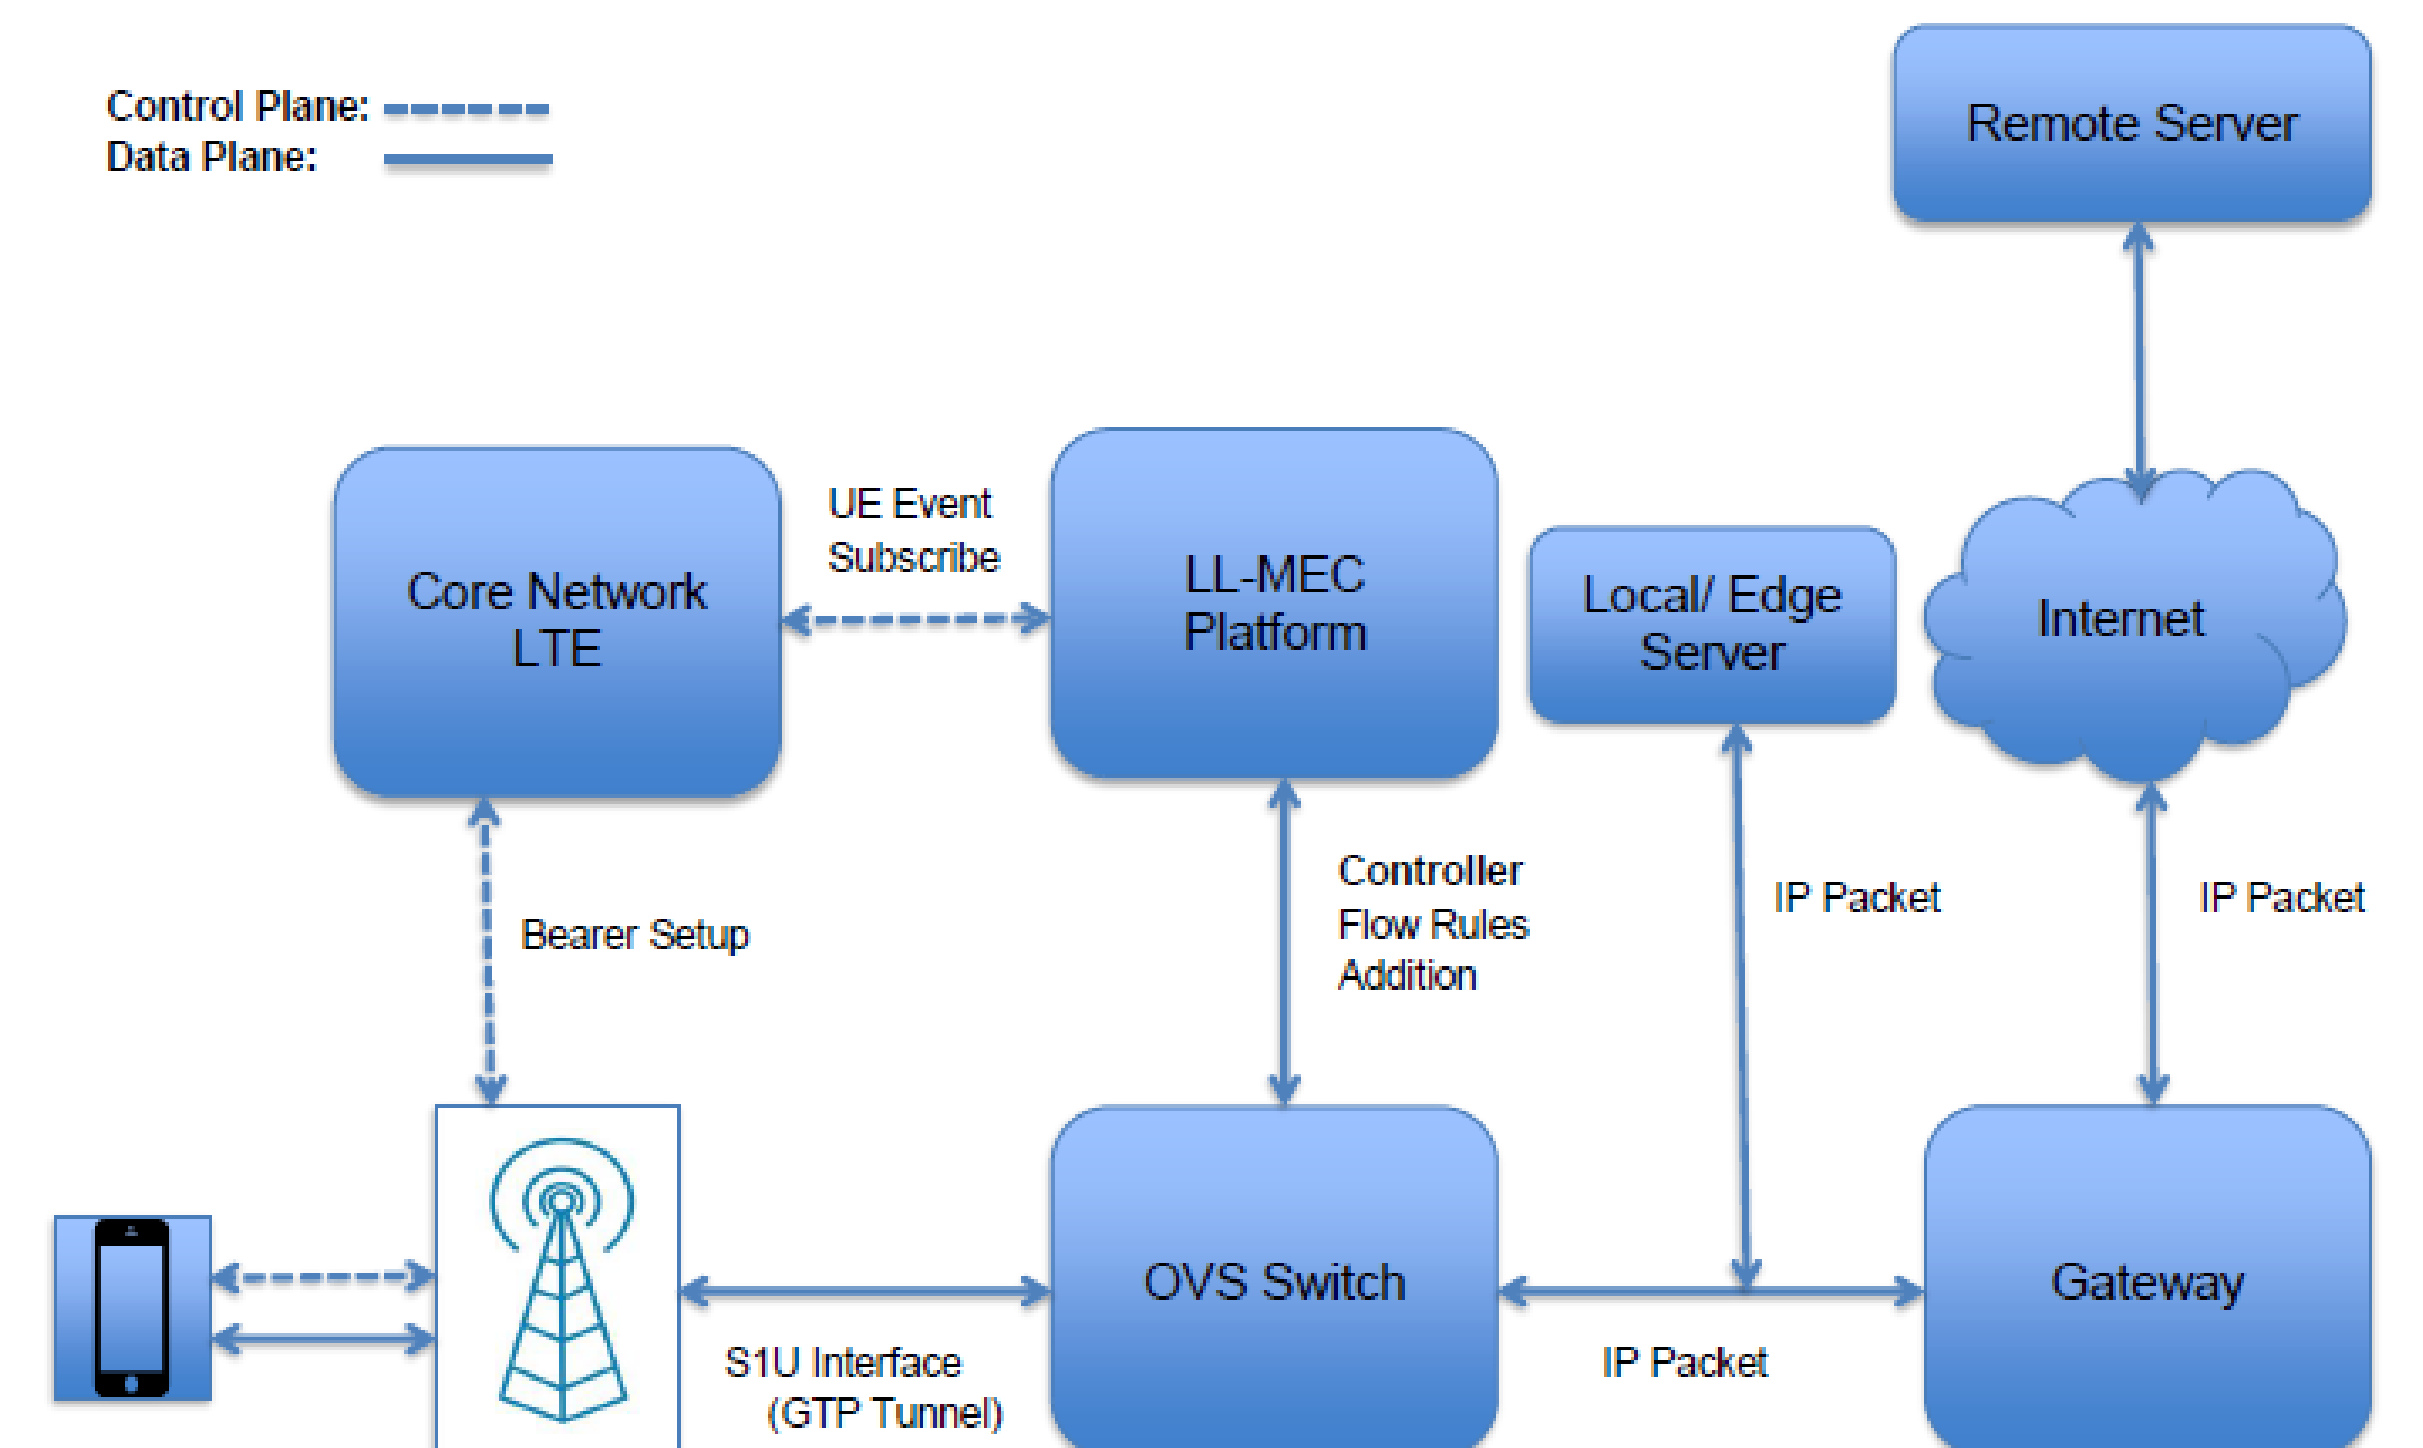 Control Plane:
Data Plane:
Remote Server
Core Network
LTE
UE Event
Subscribe
LL-MEC
Platform
Local/ Edge
Server
Internet
Bearer Setup
Controller
Flow Rules
Addition
IP Packet
IP Packet
OVS Switch
Gateway
S1U Interface
(GTP Tunnel)
IP Packet